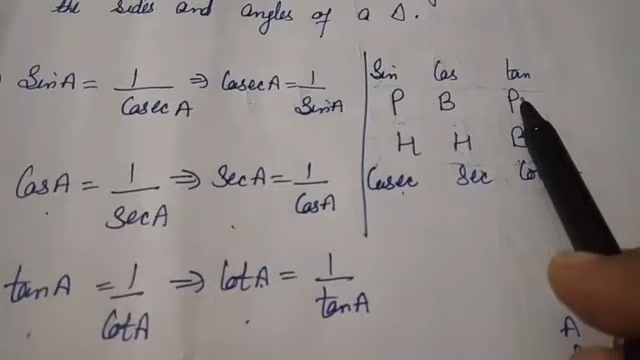 the sides and angles of a Δ.
SinA = 1/CosecA ⇒ CosecA = 1/SinA
CosA = 1/SecA ⇒ SecA = 1/CosA
tanA = 1/CotA ⇒ CotA = 1/tanA
Sin Cos tan
P B P
H H B
Cosec Sec
A